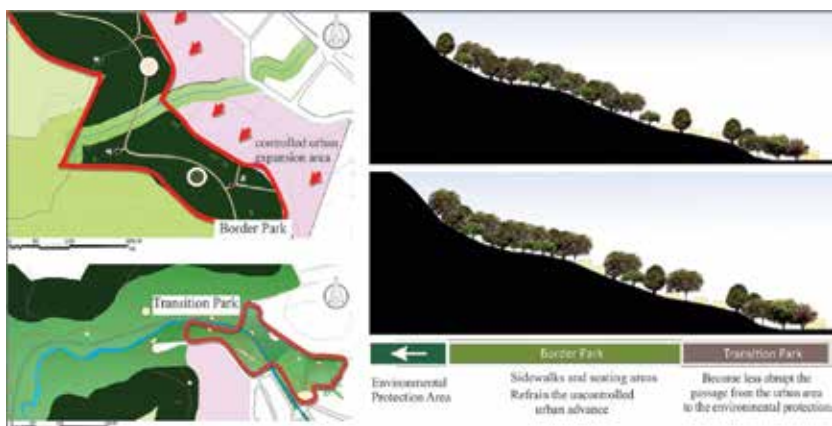 controlled urban
expansion area
Border Park
Transition Park
Border Park
Transition Park
Environmental
Protection Area
Sidewalks and seating areas
Refrain the uncontrolled
urban advance
Become less abrupt the
passage from the urban area
to the environmental protection